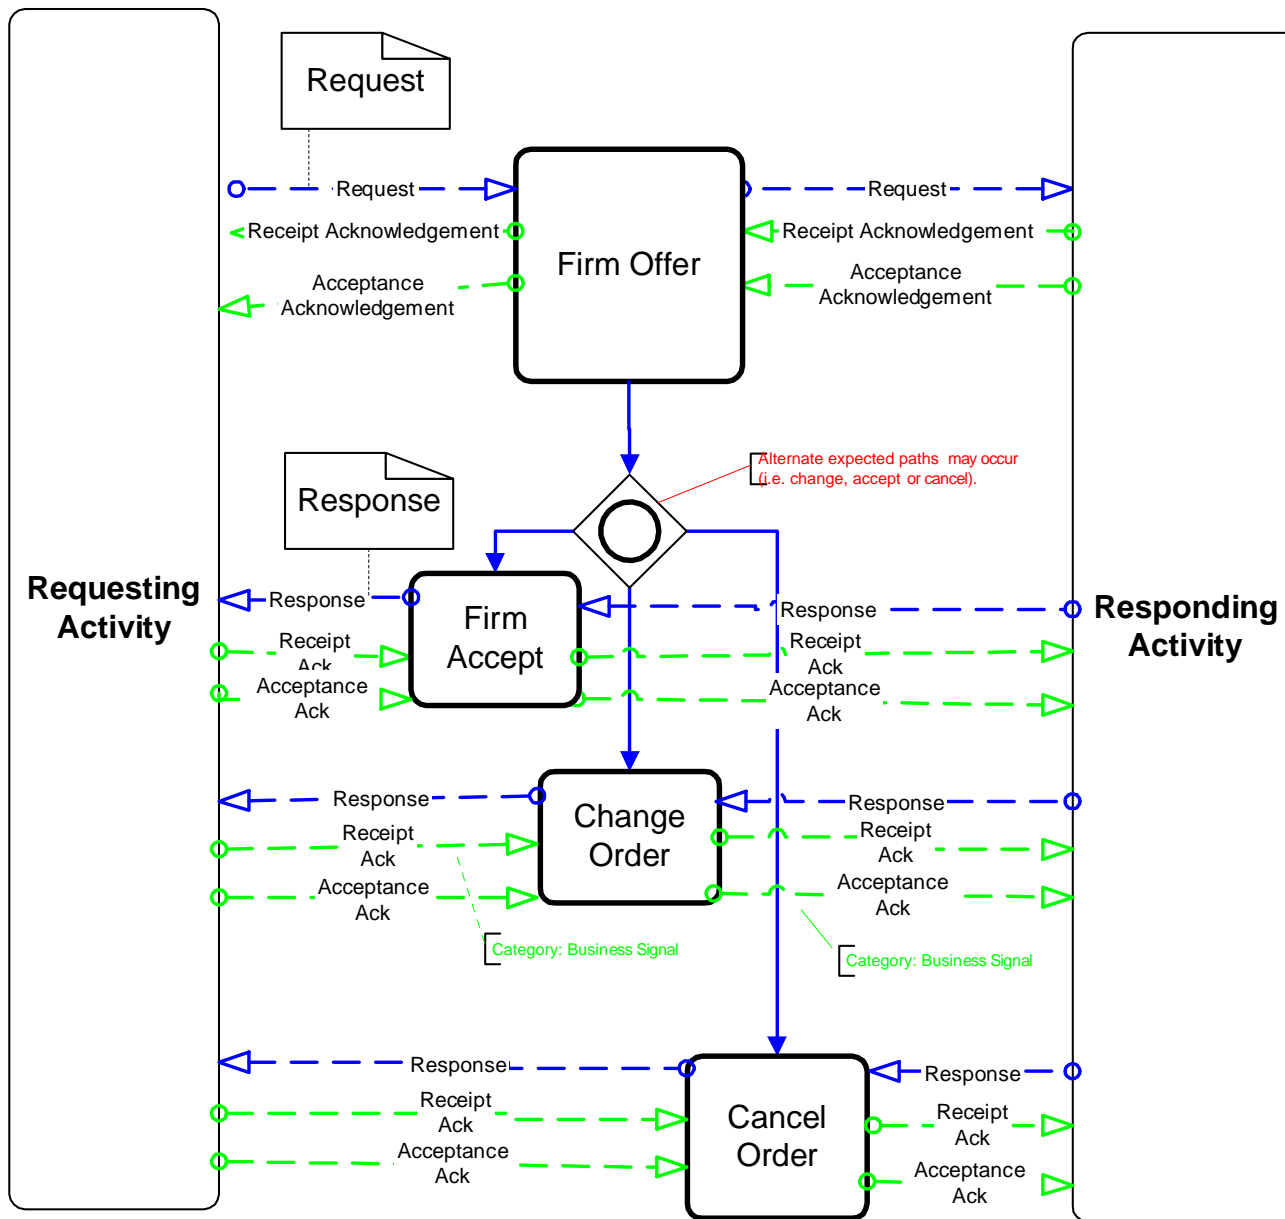 Request
Request
Request
Receipt Acknowledgement
Receipt Acknowledgement
Firm Offer
Acceptance
Acknowledgement
Acceptance
Acknowledgement
Alternate expected paths may occur
(i.e. change, accept or cancel).
Response
Requesting
Activity
Responding
Activity
Response
Firm
Accept
Response
Receipt
Ack
Receipt
Ack
Acceptance
Ack
Acceptance
Ack
Response
Change
Order
Response
Receipt
Ack
Receipt
Ack
Acceptance
Ack
Acceptance
Ack
Category: Business Signal
Category: Business Signal
Response
Cancel
Order
Response
Receipt
Ack
Receipt
Ack
Acceptance
Ack
Acceptance
Ack